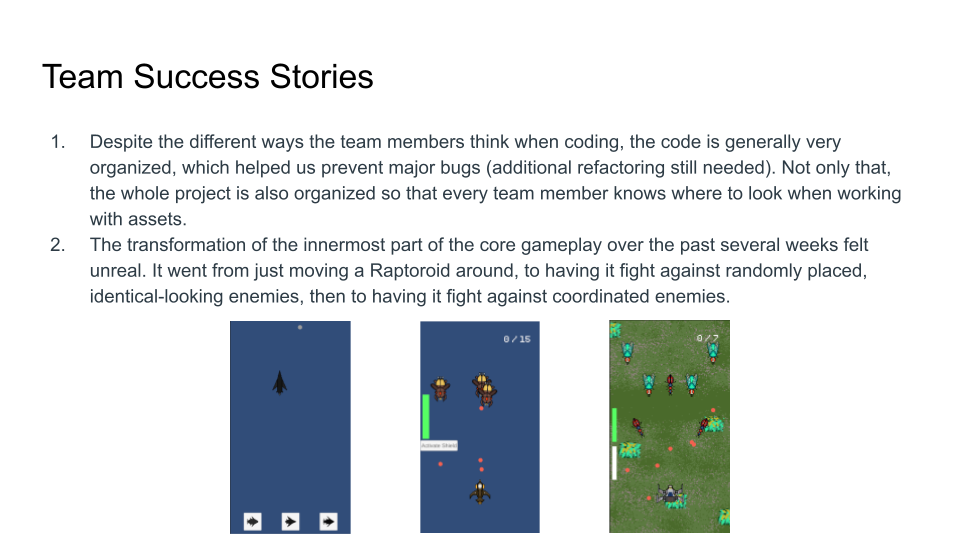 Team Success Stories
1. Despite the different ways the team members think when coding, the code is generally very
organized, which helped us prevent major bugs (additional refactoring still needed). Not only that,
the whole project is also organized so that every team member knows where to look when working
with assets.
2. The transformation of the innermost part of the core gameplay over the past several weeks felt
unreal. It went from just moving a Raptoroid around, to having it fight against randomly placed,
identical-looking enemies, then to having it fight against coordinated enemies.
0/15
0/7
Activate Shield